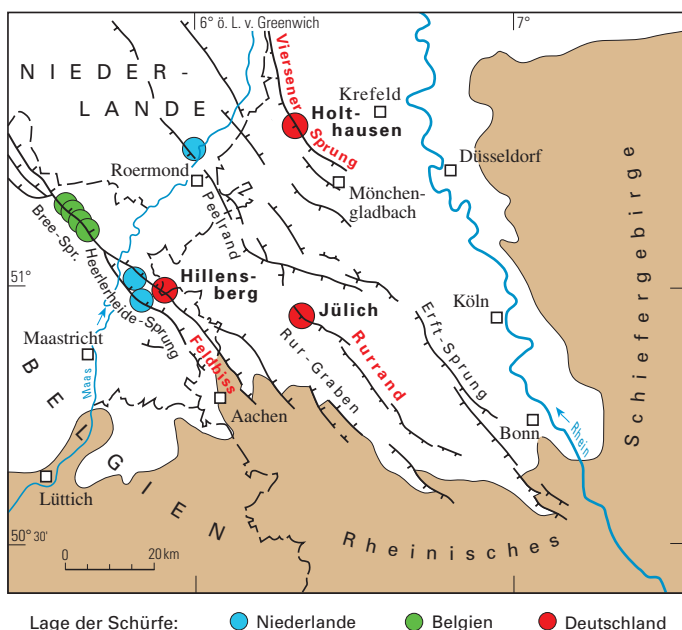 6° ö. L. v. Greenwich
7°
NIEDER-
LANDE
Viersener
Sprung
Krefeld
Holt-
hausen
Düsseldorf
Roermond
Mönchen-
gladbach
Peelrand
Bree-Spr.
Heerlerheide-Sprung
51°
Hillens-
berg
Jülich
Köln
Erft-Sprung
Maastricht
Maas
Feldbiss
Rur-Graben
Rurrand
Aachen
Bonn
Rhein
BELGIEN
Lüttich
Schiefergebirge
Rheinisches
50° 30'
0
20 km
Lage der Schürfe:
Niederlande
Belgien
Deutschland